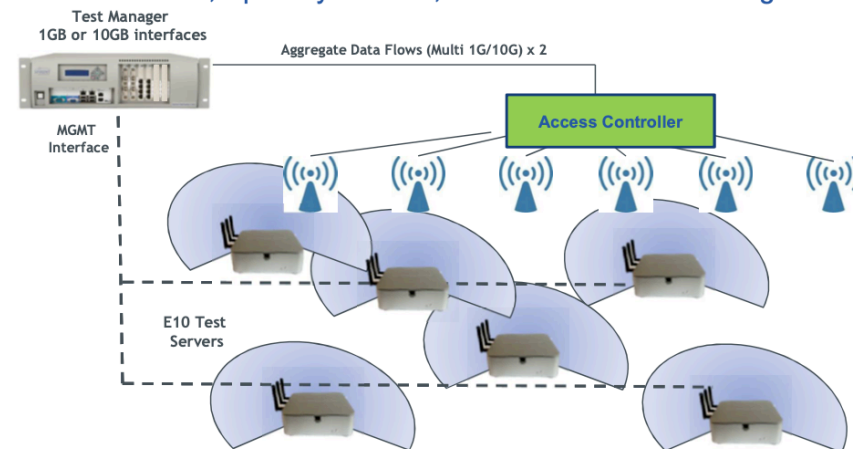 Test Manager
1GB or 10GB interfaces
Aggregate Data Flows (Multi 1G/10G) x 2
Access Controller
MGMT
Interface
E10 Test
Servers